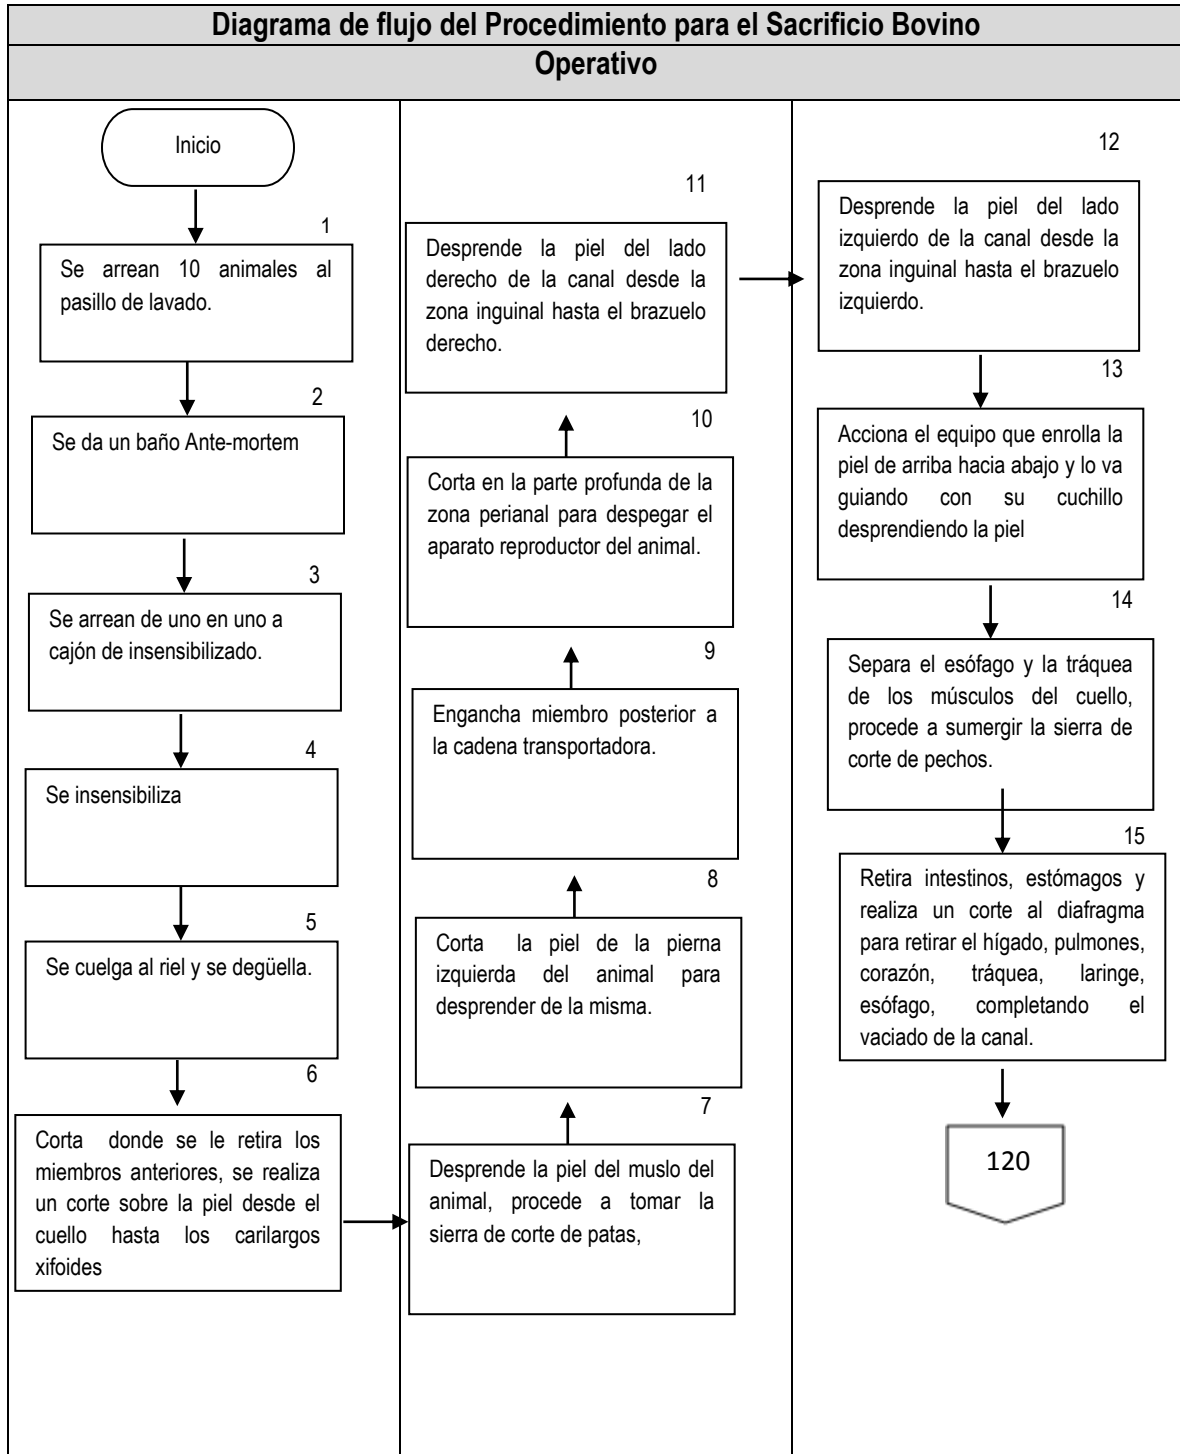 Diagrama de flujo del Procedimiento para el Sacrificio Bovino
Operativo
Inicio
1
Se arrean 10 animales al
pasillo de lavado.
2
Se da un baño Ante-mortem
3
Se arrean de uno en uno a
cajón de insensibilizado.
4
Se insensibiliza
5
Se cuelga al riel y se degüella.
6
Corta donde se le retira los
miembros anteriores, se realiza
un corte sobre la piel desde el
cuello hasta los carilargos
xifoides
7
Desprende la piel del muslo del
animal, procede a tomar la
sierra de corte de patas,
8
Corta la piel de la pierna
izquierda del animal para
desprender de la misma.
9
Engancha miembro posterior a
la cadena transportadora.
10
Corta en la parte profunda de la
zona perianal para despegar el
aparato reproductor del animal.
11
Desprende la piel del lado
derecho de la canal desde la
zona inguinal hasta el brazuelo
derecho.
12
Desprende la piel del lado
izquierdo de la canal desde la
zona inguinal hasta el brazuelo
izquierdo.
13
Acciona el equipo que enrolla la
piel de arriba hacia abajo y lo va
guiando con su cuchillo
desprendiendo la piel
14
Separa el esófago y la tráquea
de los músculos del cuello,
procede a sumergir la sierra de
corte de pechos.
15
Retira intestinos, estómagos y
realiza un corte al diafragma
para retirar el hígado, pulmones,
corazón, tráquea, laringe,
esófago, completando el
vaciado de la canal.
120